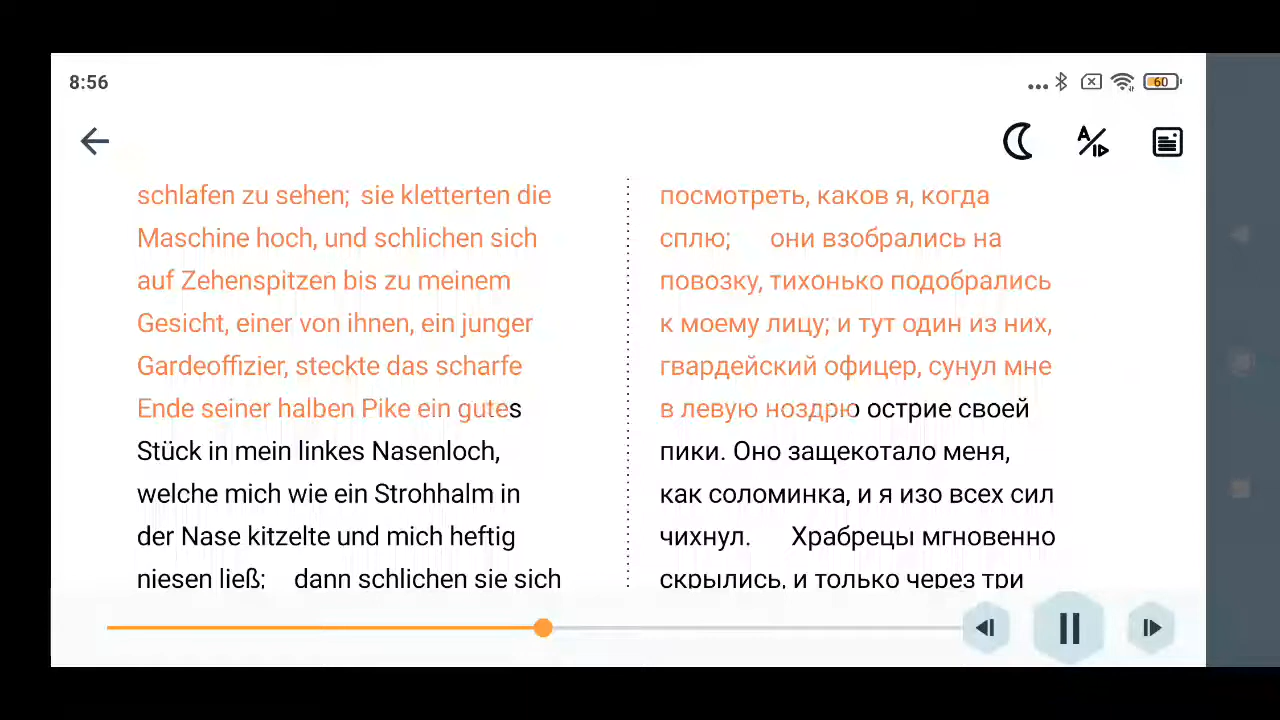 8:56
60
schlafen zu sehen; sie kletterten die
Maschine hoch, und schlichen sich
auf Zehenspitzen bis zu meinem
Gesicht, einer von ihnen, ein junger
Gardeoffizier, steckte das scharfe
Ende seiner halben Pike ein gutes
Stück in mein linkes Nasenloch,
welche mich wie ein Strohhalm in
der Nase kitzelte und mich heftig
niesen ließ; dann schlichen sie sich
посмотреть, каков я, когда
сплю; они взобрались на
повозку, тихонько подобрались
к моему лицу; и тут один из них,
гвардейский офицер, сунул мне
в левую ноздрю острие своей
пики. Оно защекотало меня,
как соломинка, и я изо всех сил
чихнул. Храбрецы мгновенно
скрылись, и только через три